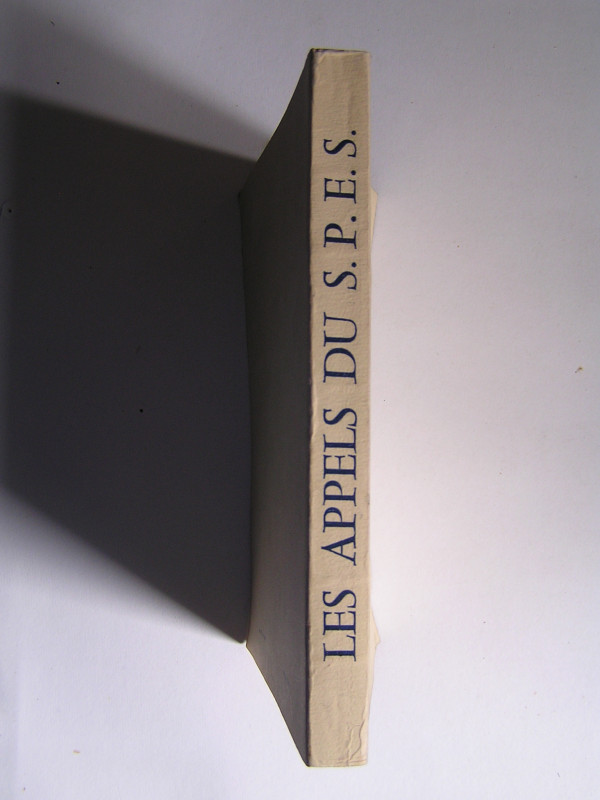 LES APPELS DU S. P. E. S.